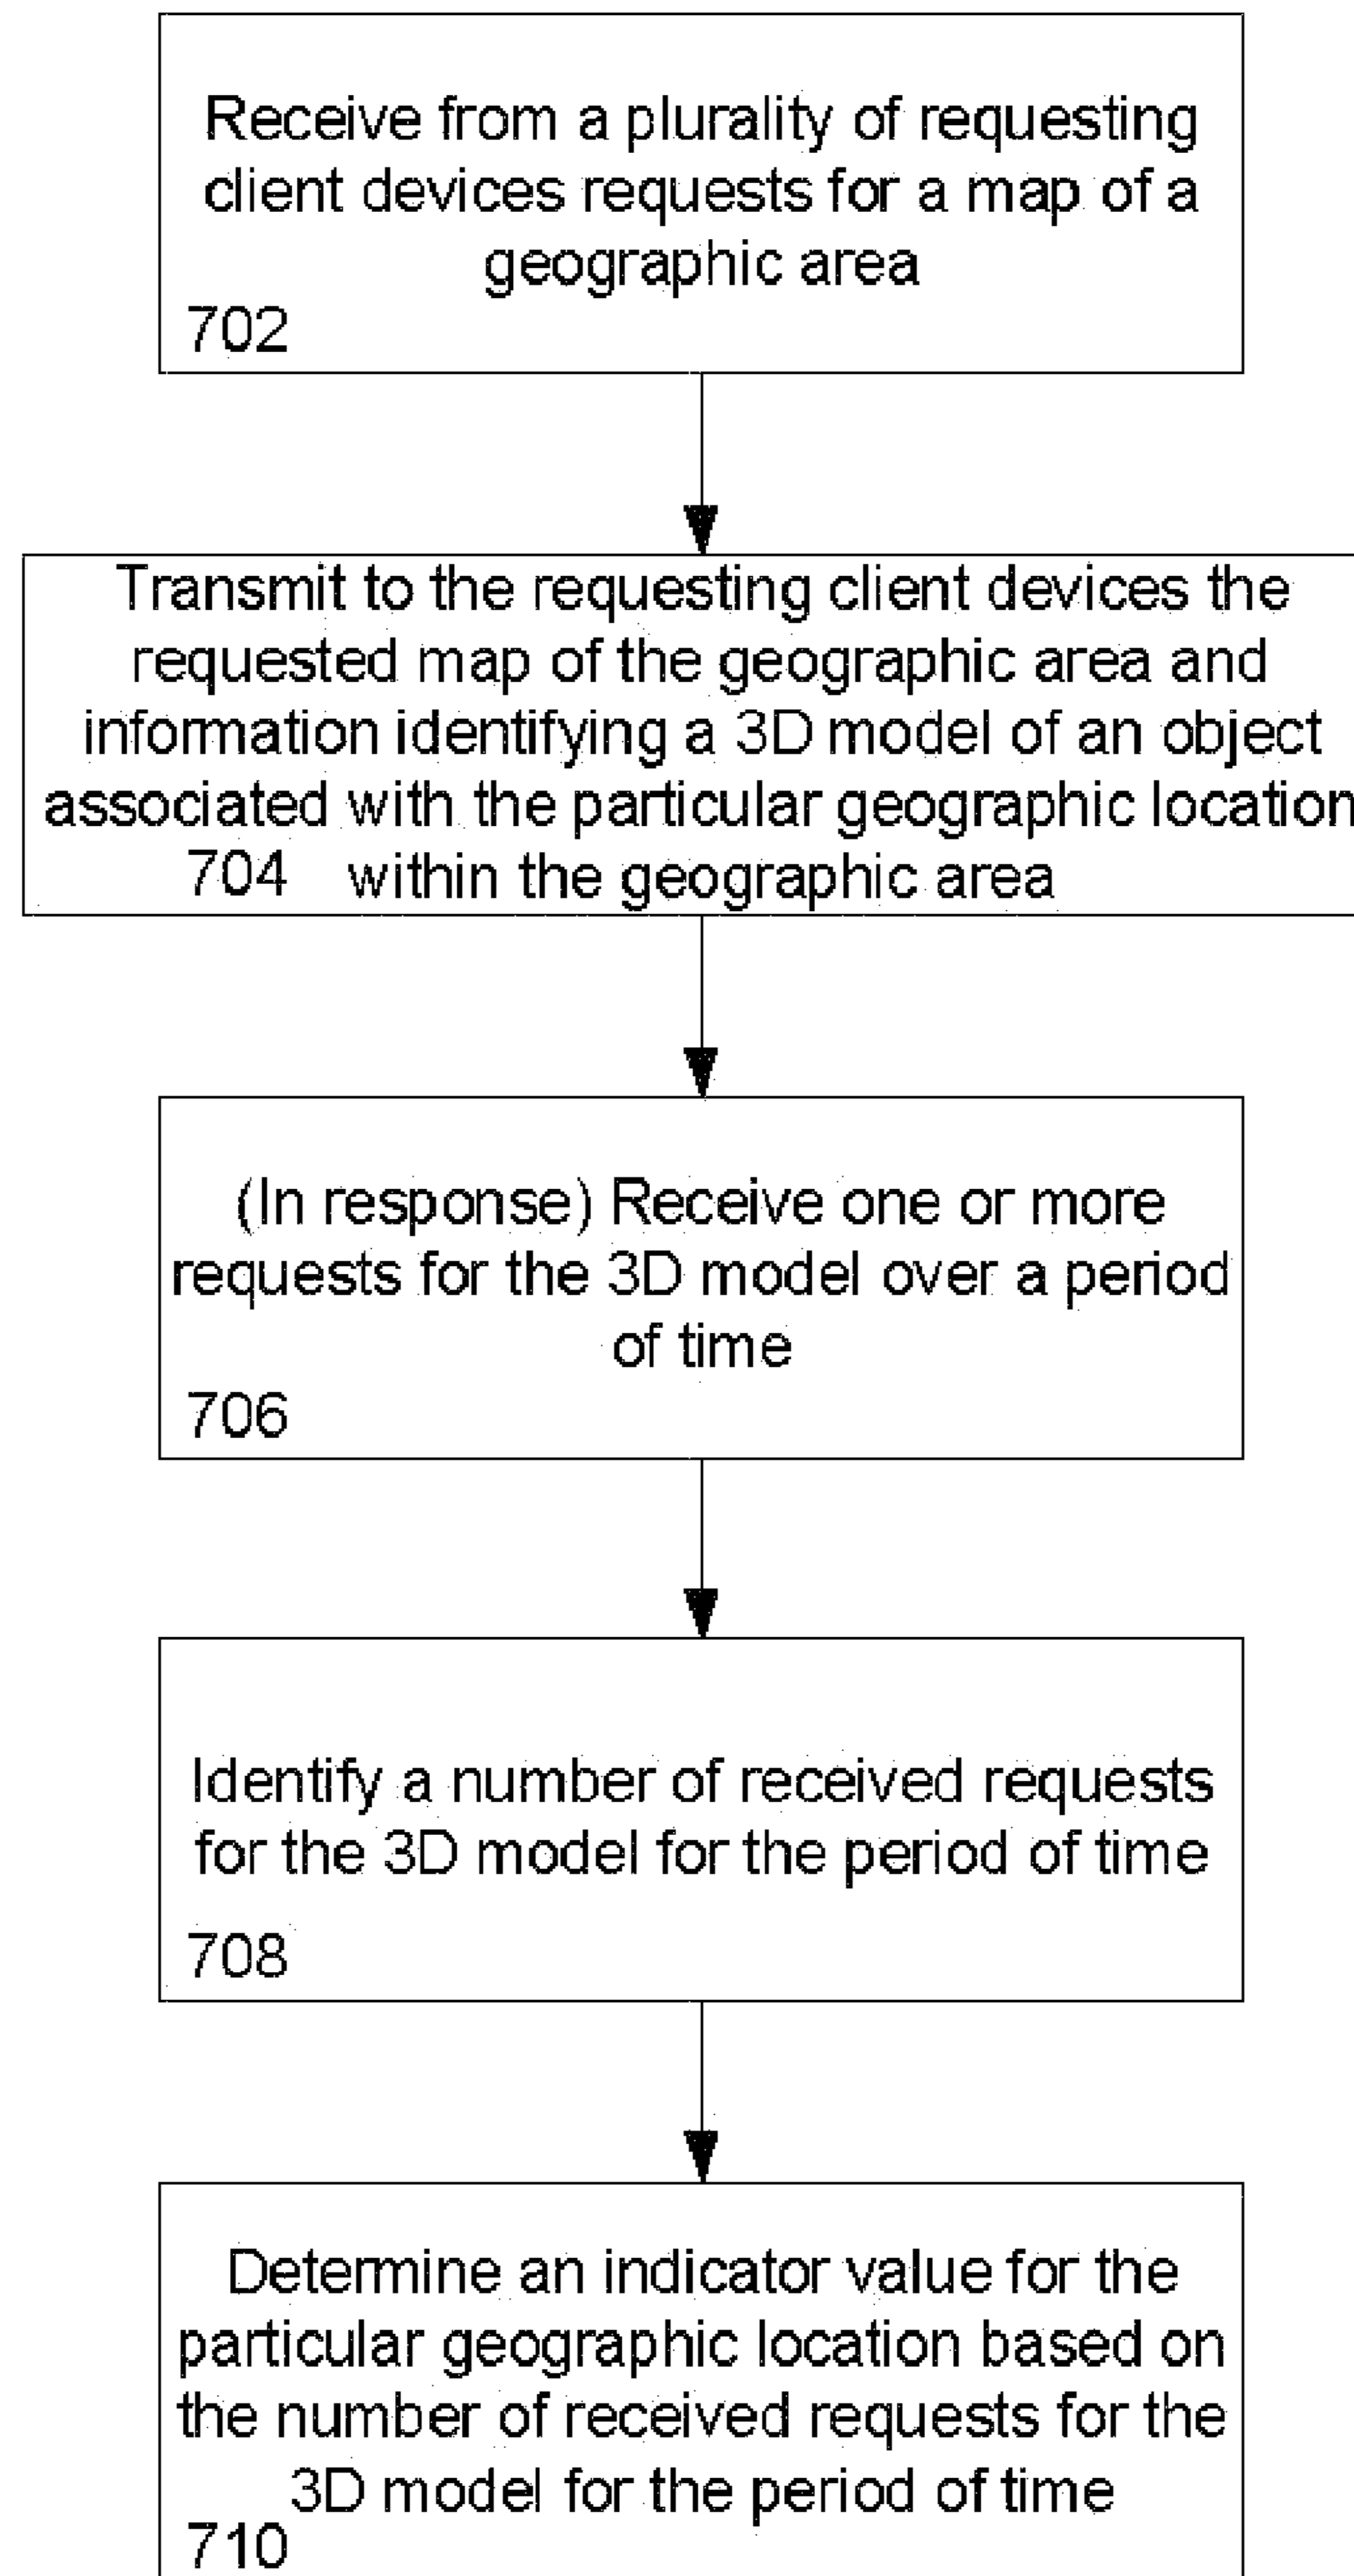 Receive from a plurality of requesting
client devices requests for a map of a
geographic area
702
Transmit to the requesting client devices the
requested map of the geographic area and
information identifying a 3D model of an object
associated with the particular geographic location
704 within the geographic area
(In response) Receive one or more
requests for the 3D model over a period
of time
706
Identify a number of received requests
for the 3D model for the period of time
708
Determine an indicator value for the
particular geographic location based on
the number of received requests for the
3D model for the period of time
710